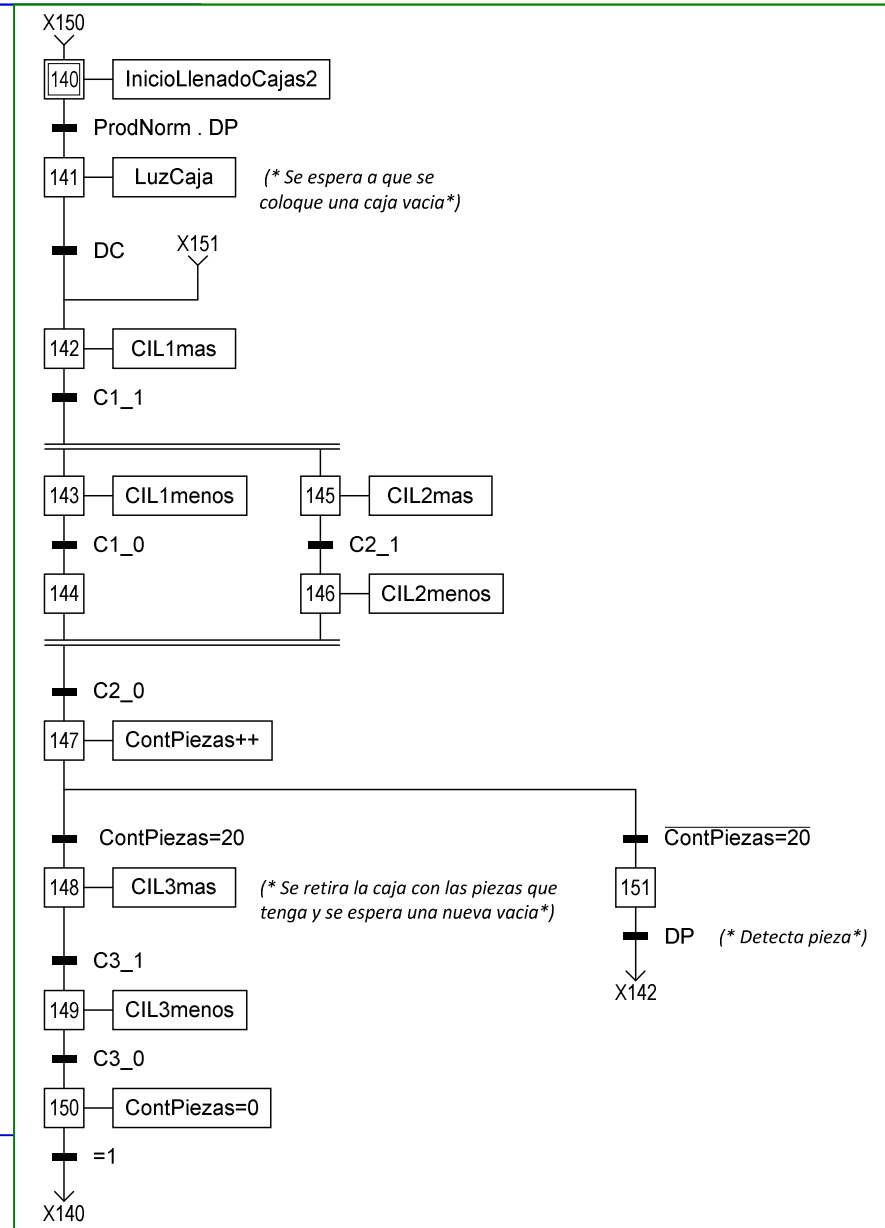 X150
140 InicioLlenadoCajas2
ProdNorm . DP
141 LuzCaja (* Se espera a que se
coloque una caja vacia*)
DC X151
142 CIL1mas
C1_1
143 CIL1menos 145 CIL2mas
C1_0 C2_1
144 146 CIL2menos
C2_0
147 ContPiezas++
ContPiezas=20 ContPiezas=20
148 CIL3mas (* Se retira la caja con las piezas que 151
tenga y se espera una nueva vacia*)
DP (* Detecta pieza*)
C3_1
X142
149 CIL3menos
C3_0
150 ContPiezas=0
=1
X140